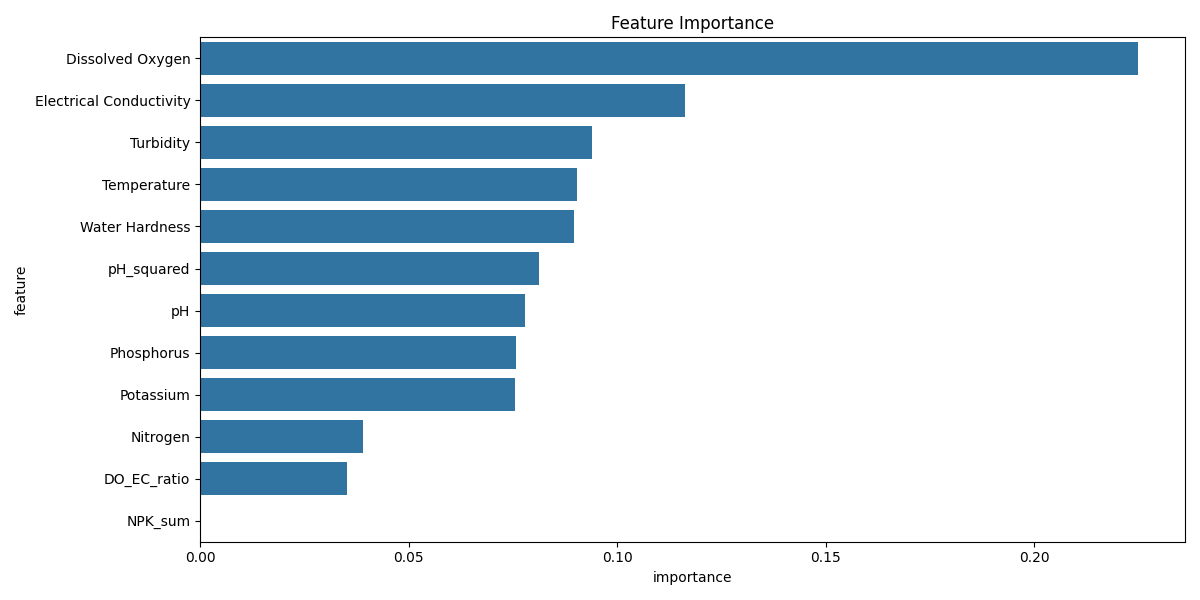 Feature Importance
Dissolved Oxygen
Electrical Conductivity
Turbidity
Temperature
Water Hardness
pH_squared
pH
Phosphorus
Potassium
Nitrogen
DO_EC_ratio
NPK_sum
feature
0.00 0.05 0.10 0.15 0.20
importance